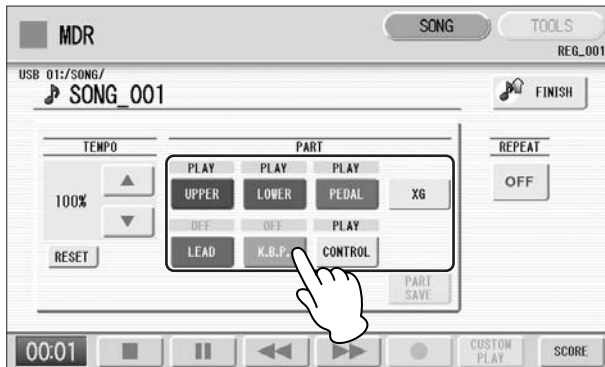 MDR
SONG
TOOLS
REG_001
USB 01:/SONG/
SONG_001
FINISH
TEMPO
PART
REPEAT
PLAY PLAY PLAY
UPPER LOWER PEDAL XG
100%
OFF
OFF OFF PLAY
LEAD K.B.P. CONTROL
RESET
PART
SAVE
00:01
CUSTOM
PLAY
SCORE